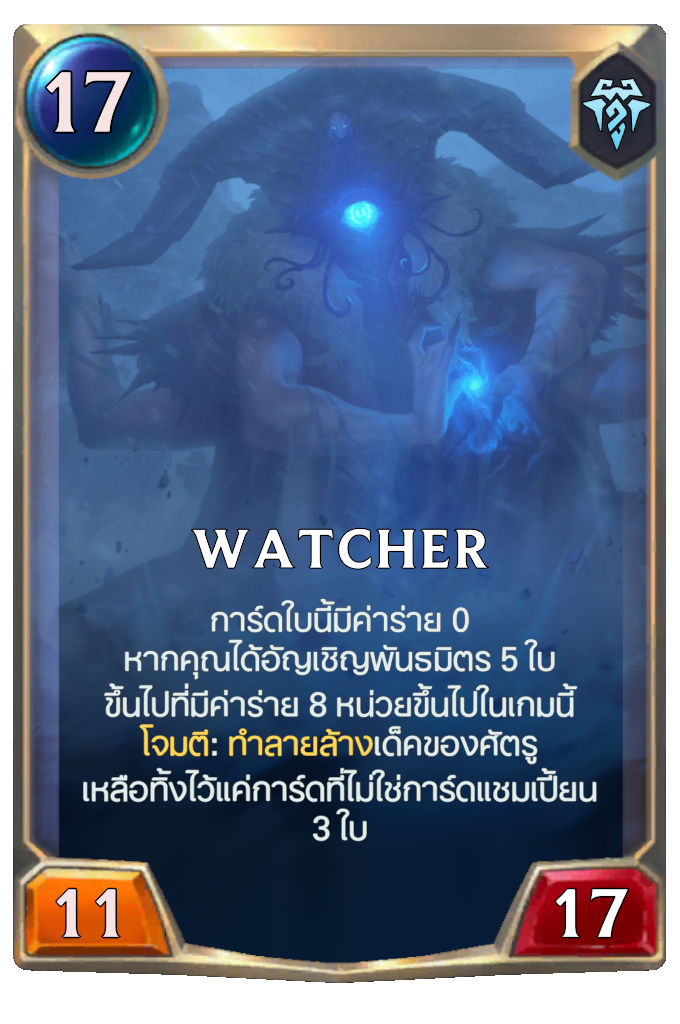 17
WATCHER
การ์ดใบนี้มีค่าร่าย 0
หากคุณได้อัญเชิญพันธมิตร 5 ใบ
ขึ้นไปที่มีค่าร่าย 8 หน่วยขึ้นไปในเกมนี้
โจมตี: ทำลายล้างเด็คของศัตรู
เหลือทิ้งไว้แค่การ์ดที่ไม่ใช่การ์ดแชมเปี้ยน
3 ใบ
11
17